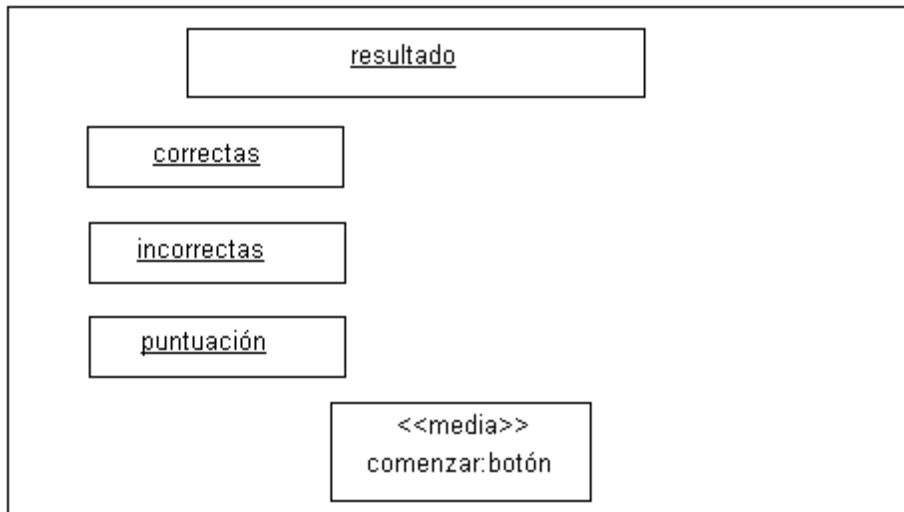 resultado
correctas
incorrectas
puntuación
<<media>>
comenzar:botón